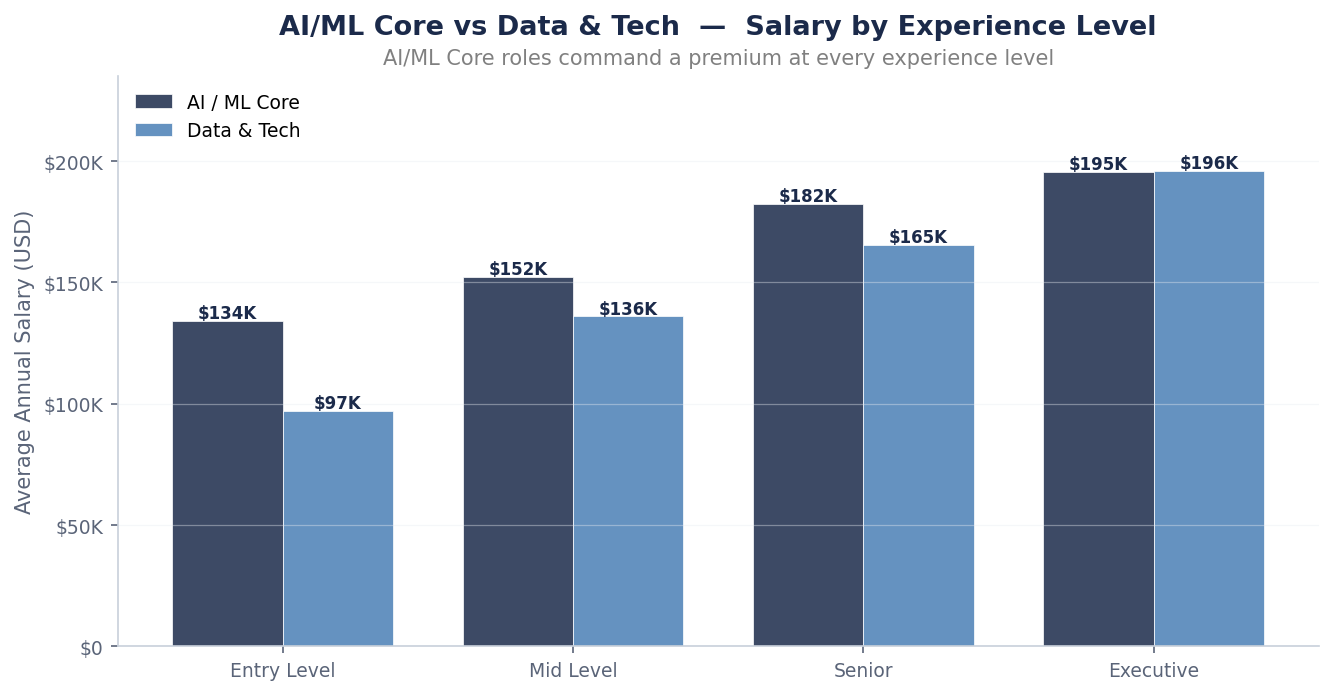 AI/ML Core vs Data & Tech — Salary by Experience Level
AI/ML Core roles command a premium at every experience level
AI / ML Core
Data & Tech
Average Annual Salary (USD)
$200K
$150K
$100K
$50K
$0
$134K
$97K
$152K
$136K
$182K
$165K
$195K
$196K
Entry Level
Mid Level
Senior
Executive